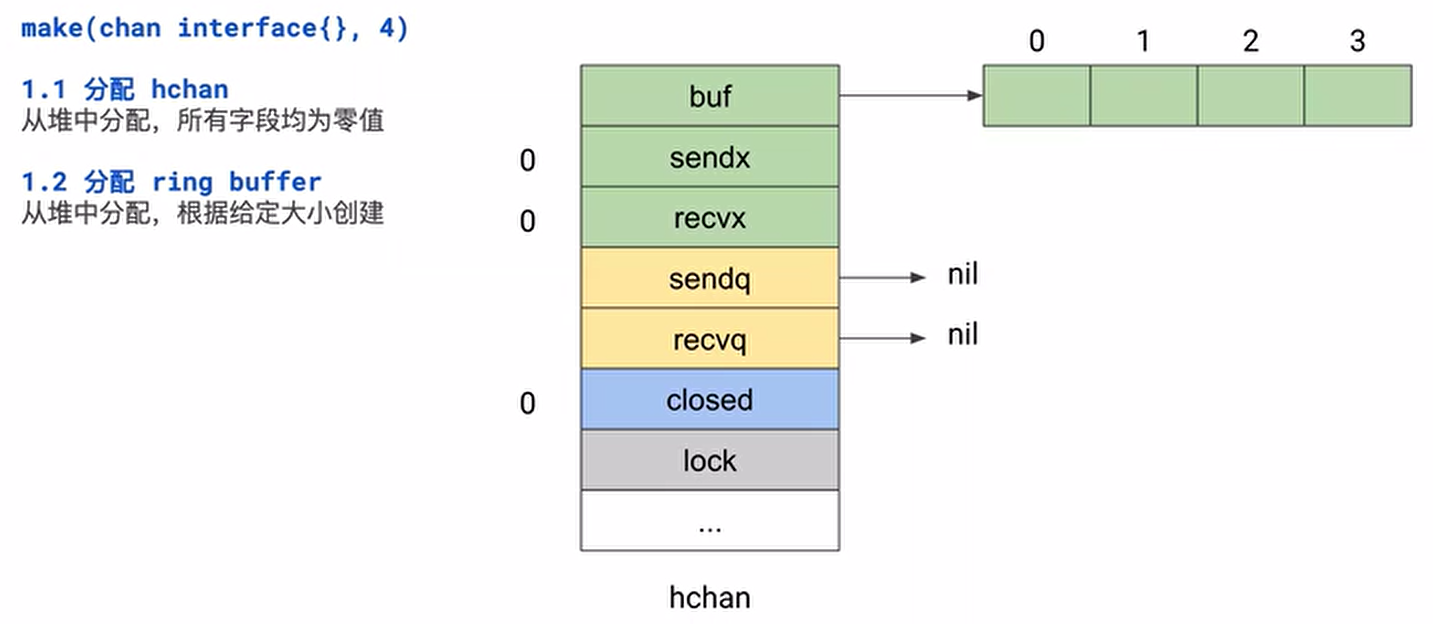 make(chan interface{}, 4)
1.1 分配 hchan
从堆中分配，所有字段均为零值
1.2 分配 ring buffer
从堆中分配，根据给定大小创建
0 1 2 3
buf
0 sendx
0 recvx
sendq nil
recvq nil
0 closed
lock
...
hchan